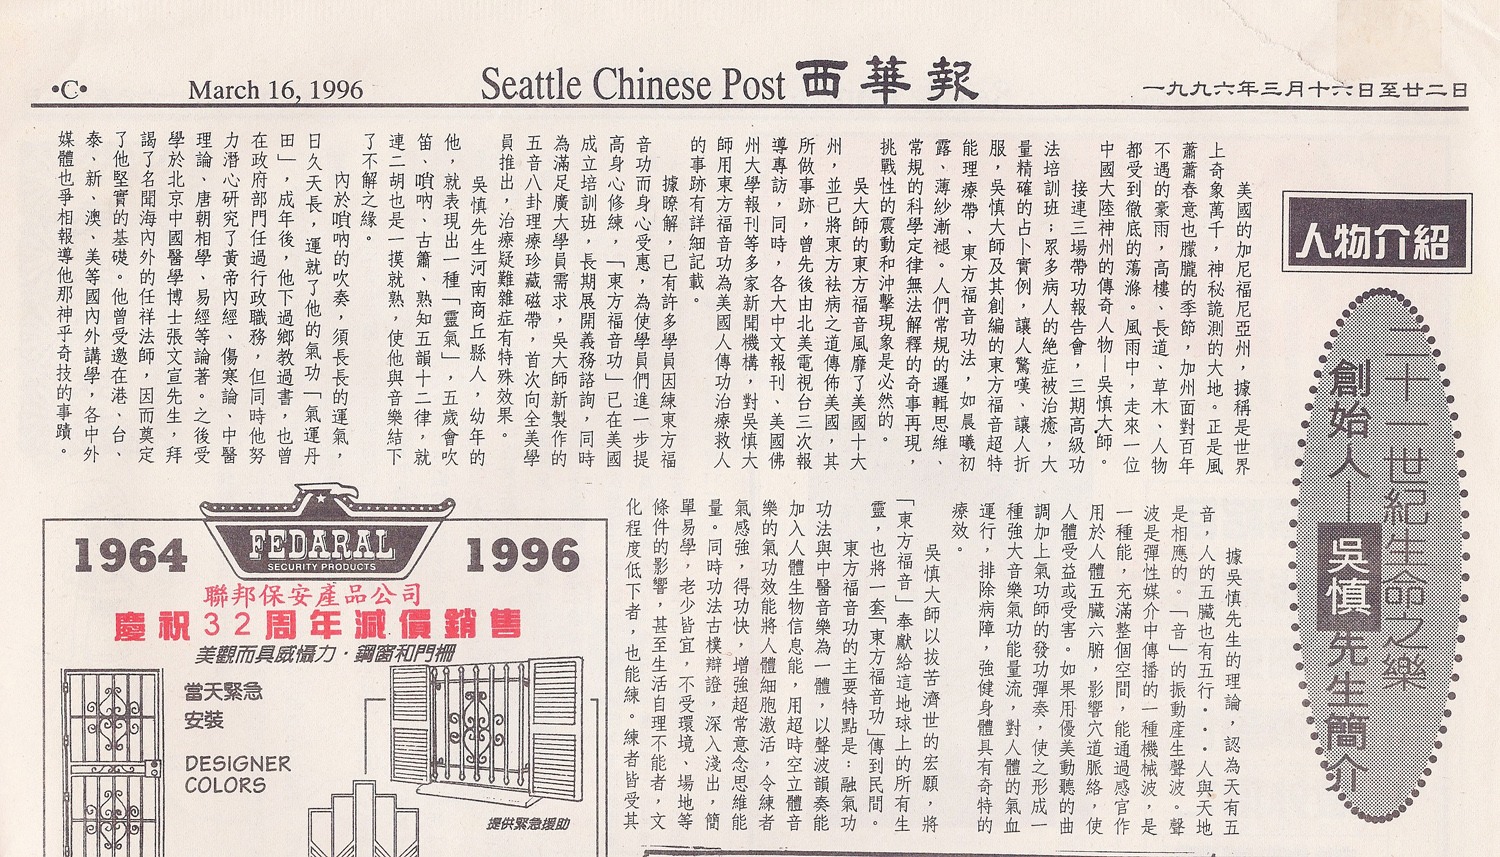 •C•
March 16, 1996
Seattle Chinese Post 西華報
一九九六年三月十六日至廿二日
人物介紹
二十一世紀生命之樂
創始人—吳慎先生簡介
美國的加尼福尼亞州，據稱是世界
上奇象萬千，神秘詭測的大地。正是風
蕭蕭春意也朦朧的季節，加州面對百年
不遇的豪雨，高樓、長道、草木、人物
都受到徹底的蕩滌。風雨中，走來一位
中國大陸神州的傳奇人物—吳慎大師。
接連三場帶功報告會，三期高級功
法培訓班；眾多病人的絶症被治癒，大
量精確的占卜實例，讓人驚嘆、讓人折
服，吳慎大師及其創編的東方福音超特
能理療帶、東方福音功法，如晨曦初
露、薄紗漸褪。人們常規的邏輯思維、
常規的科學定律無法解釋的奇事再現，
挑戰性的震動和沖擊現象是必然的。
吳大師的東方福音風靡了美國十大
州，並已將東方祛病之道傳佈美國，其
所做事跡，曾先後由北美電視台三次報
導專訪，同時，各大中文報刊、美國佛
州大學報刊等多家新聞機構，對吳慎大
師用東方福音功為美國人傳功治療救人
的事跡有詳細記載。
據瞭解，已有許多學員因練東方福
音功而身心受惠，為使學員們進一步提
高身心修練，「東方福音功」已在美國
成立培訓班，長期展開義務諮詢，同時
為滿足廣大學員需求，吳大師新製作的
五音八卦理療珍藏磁帶，首次向全美學
員推出，治療疑難雜症有特殊效果。
吳慎先生河南商丘縣人，幼年的
他，就表現出一種「靈氣」，五歲會吹
笛、嗩吶、古簫、熟知五韻十二律，就
連二胡也是一摸就熟，使他與音樂結下
了不解之緣。
內於嗩吶的吹奏，須長長的運氣，
日久天長，運就了他的氣功「氣運丹
田」，成年後，他下過鄉教過書，也曾
在政府部門任過行政職務，但同時他努
力潛心研究了黃帝內經、傷寒論、中醫
理論、唐朝相學、易經等論著。之後受
學於北京中國醫學博士張文宣先生，拜
謁了名聞海內外的任祥法師，因而奠定
了他堅實的基礎。他曾受邀在港、台、
泰、新、澳、美等國內外講學，各中外
媒體也爭相報導他那神乎奇技的事蹟。
據吳慎先生的理論，認為天有五
音，人的五臟也有五行．．．人與天地
是相應的。「音」的振動產生聲波。聲
波是彈性媒介中傳播的一種機械波，是
一種能，充滿整個空間，能通過感官作
用於人體五臟六腑，影響穴道脈絡，使
人體受益或受害。如果用優美動聽的曲
調加上氣功師的發功彈奏，使之形成一
種強大音樂氣功能量流，對人體的氣血
運行，排除病障，強健身體具有奇特的
療效。
吳慎大師以拔苦濟世的宏願，將
「東方福音」奉獻給這地球上的所有生
靈，也將一套「東方福音功」傳到民間。
東方福音功的主要特點是：融氣功
功法與中醫音樂為一體，以聲波韻奏能
加入人體生物信息能，用超時空立體音
樂的氣功效能將人體細胞激活，令練者
氣感強，得功快，增強超常意念思維能
量。同時功法古樸辯證，深入淺出，簡
單易學，老少皆宜，不受環境、場地等
條件的影響，甚至生活自理不能者，文
化程度低下者，也能練。練者皆受其
1964
FEDARAL
SECURITY PRODUCTS
1996
聯邦保安產品公司
慶祝32周年減價銷售
美觀而具威懾力·鋼窗和門柵
當天緊急
安裝
DESIGNER
COLORS
提供緊急援助